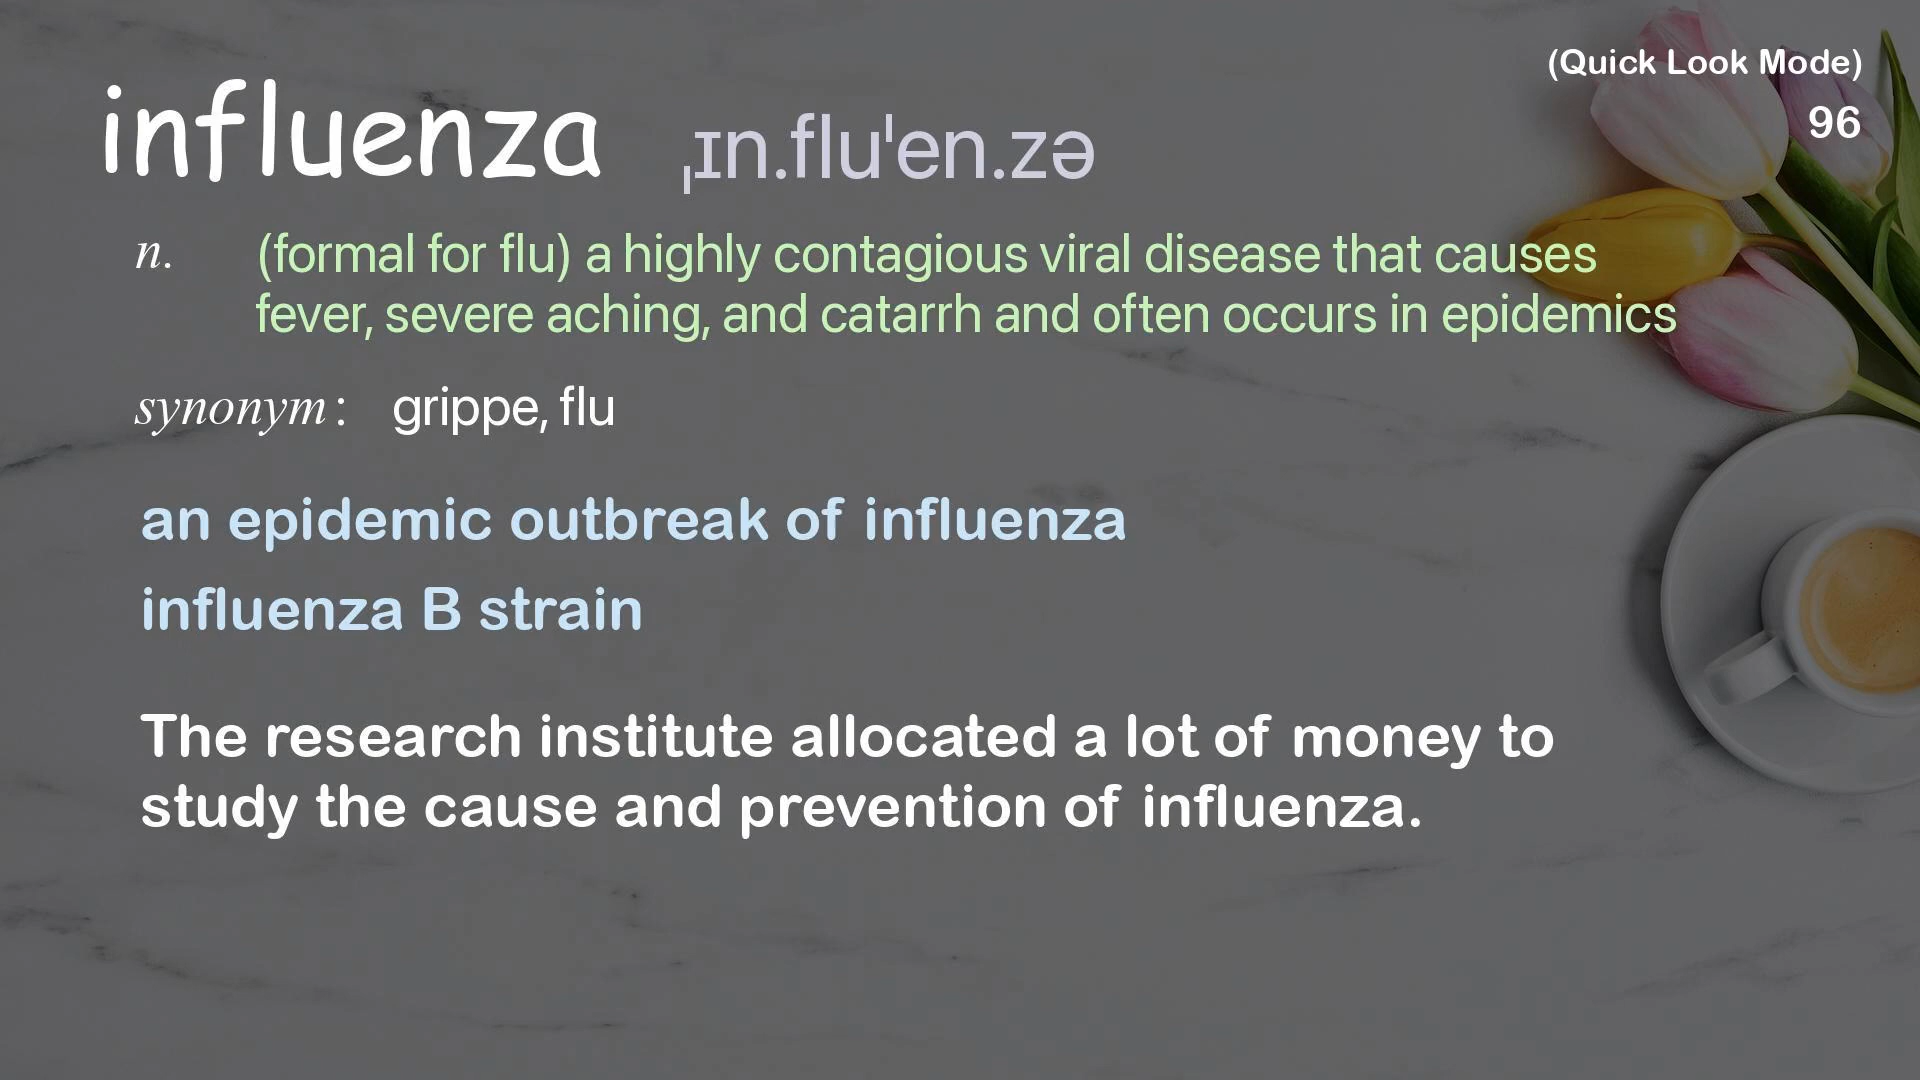 (Quick Look Mode)
96
influenza ˌɪn.fluˈen.zə
n. (formal for flu) a highly contagious viral disease that causes
fever, severe aching, and catarrh and often occurs in epidemics
synonym: grippe, flu
an epidemic outbreak of influenza
influenza B strain
The research institute allocated a lot of money to
study the cause and prevention of influenza.